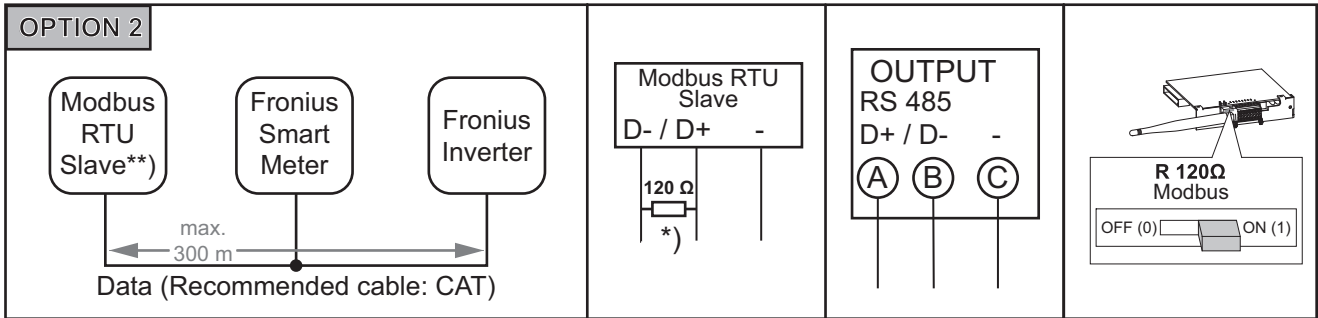 OPTION 2
Modbus
RTU
Slave**)
Fronius
Smart
Meter
Fronius
Inverter
max.
300 m
Data (Recommended cable: CAT)
Modbus RTU
Slave
D- / D+ -
120 Ω
*)
OUTPUT
RS 485
D+ / D- -
A B C
R 120Ω
Modbus
OFF (0) ON (1)